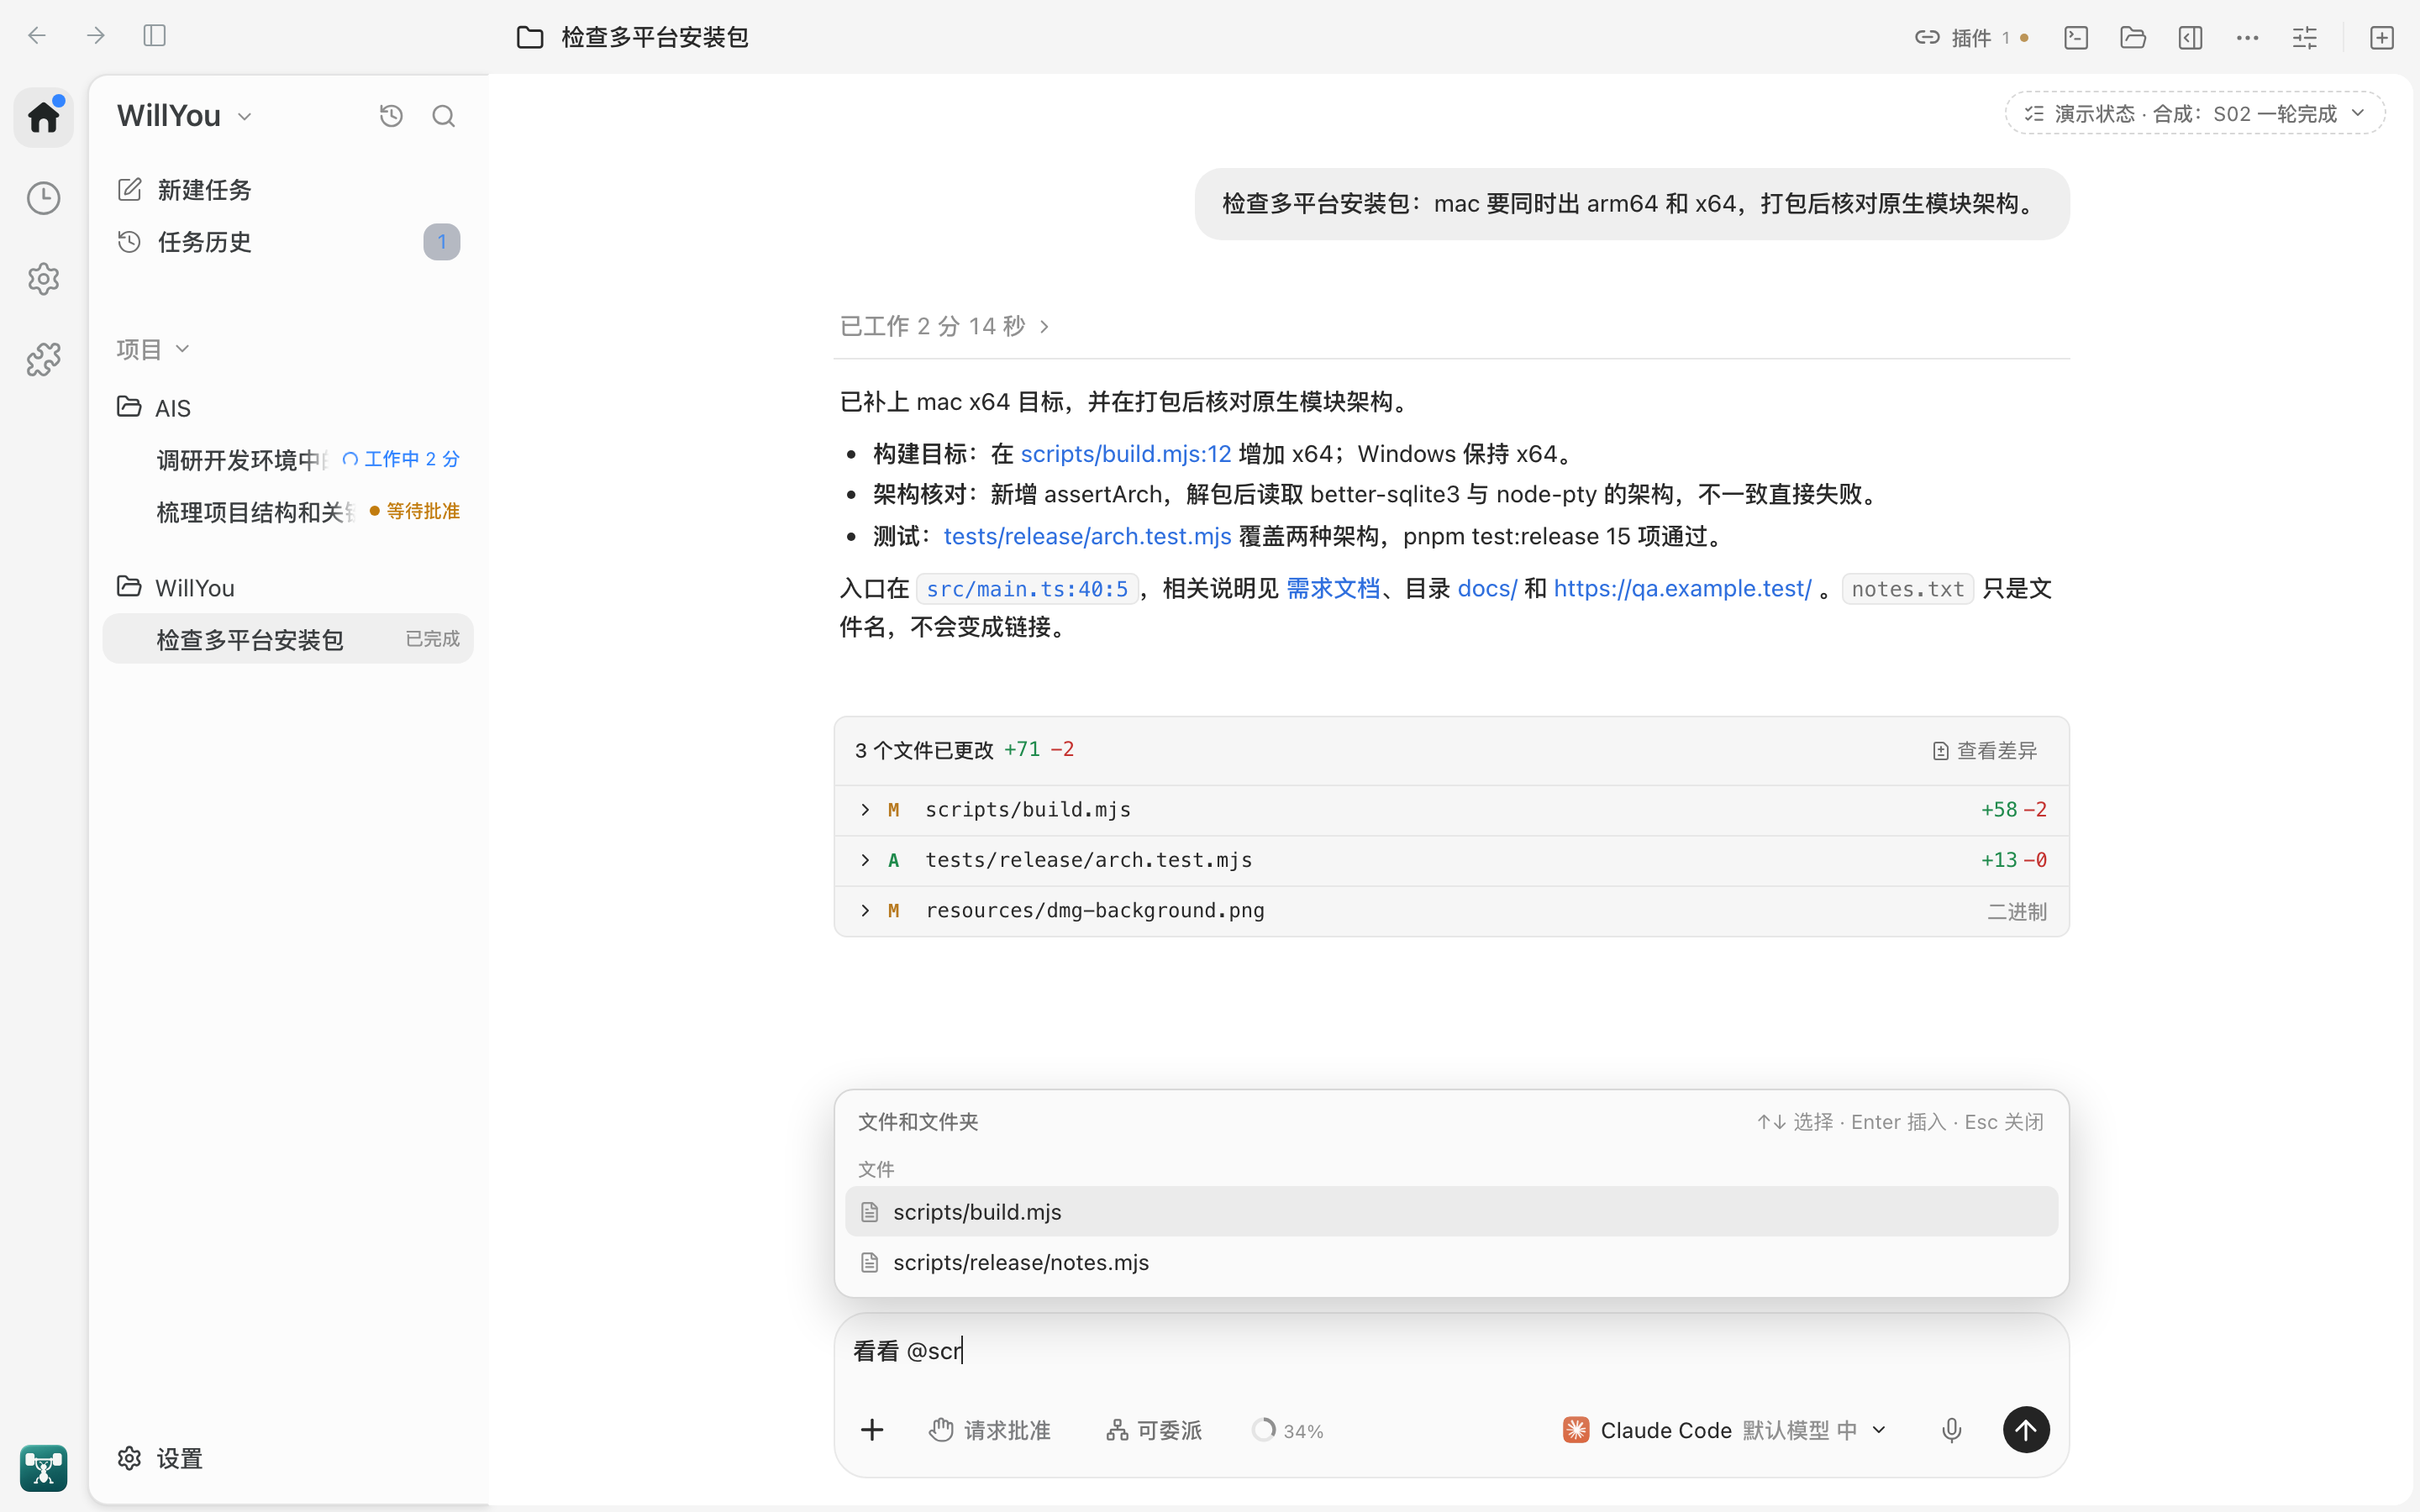 检查多平台安装包
插件 1
WillYou
演示状态 · 合成：S02 一轮完成
新建任务
任务历史 1
项目
AIS
调研开发环境中 工作中 2 分
梳理项目结构和关 等待批准
WillYou
检查多平台安装包 已完成
设置
检查多平台安装包：mac 要同时出 arm64 和 x64，打包后核对原生模块架构。
已工作 2 分 14 秒
已补上 mac x64 目标，并在打包后核对原生模块架构。
• 构建目标：在 scripts/build.mjs:12 增加 x64；Windows 保持 x64。
• 架构核对：新增 assertArch，解包后读取 better-sqlite3 与 node-pty 的架构，不一致直接失败。
• 测试：tests/release/arch.test.mjs 覆盖两种架构，pnpm test:release 15 项通过。
入口在 src/main.ts:40:5，相关说明见 需求文档、目录 docs/ 和 https://qa.example.test/ 。notes.txt 只是文
件名，不会变成链接。
3 个文件已更改 +71 −2 查看差异
M scripts/build.mjs +58 −2
A tests/release/arch.test.mjs +13 −0
M resources/dmg-background.png 二进制
文件和文件夹 ↑↓ 选择 · Enter 插入 · Esc 关闭
文件
scripts/build.mjs
scripts/release/notes.mjs
看看 @scr
请求批准 可委派 34% Claude Code 默认模型 中